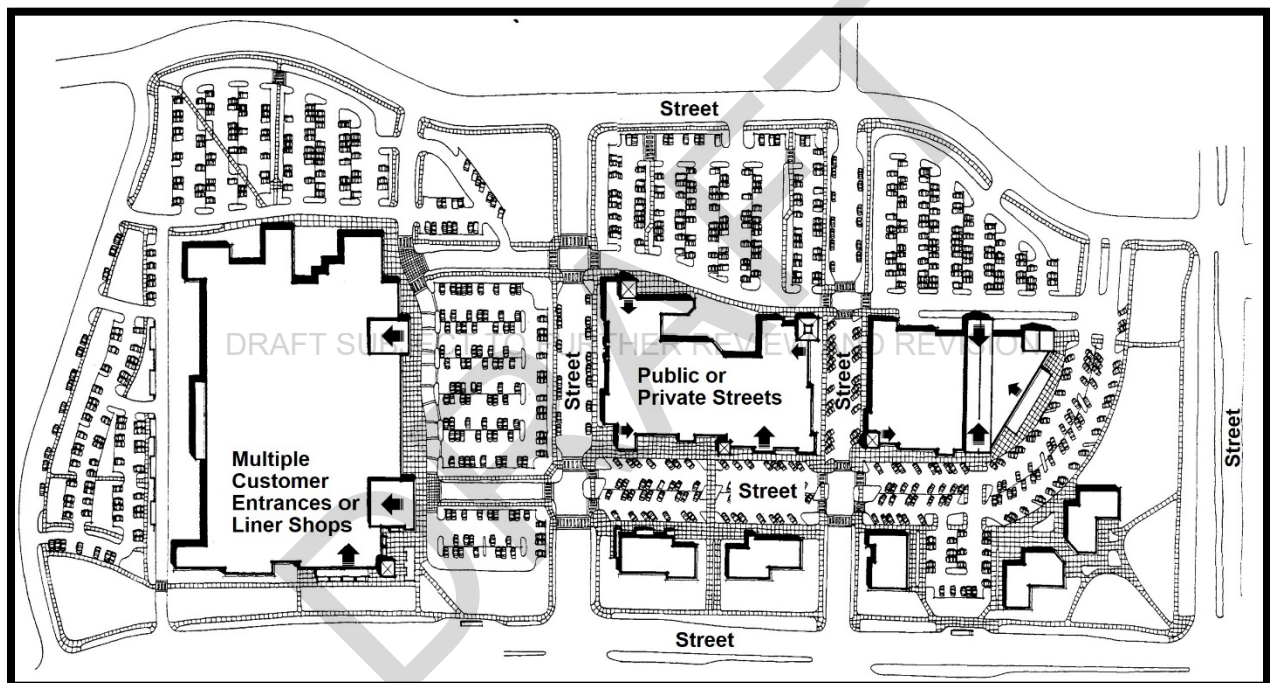 Street
DRAFT
DRAFT SUBJECT TO FURTHER REVIEW AND REVISION
Street
Public or
Private Streets
Street
Street
Multiple
Customer
Entrances or
Liner Shops
Street
Street